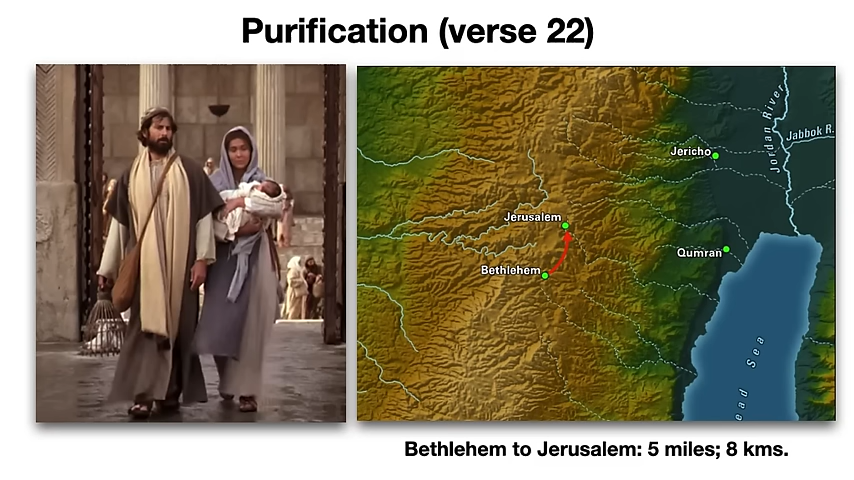 Purification (verse 22)
Jordan River
Jabbok R.
Jericho
Jerusalem
Qumran
Bethlehem
ead Sea
Bethlehem to Jerusalem: 5 miles; 8 kms.